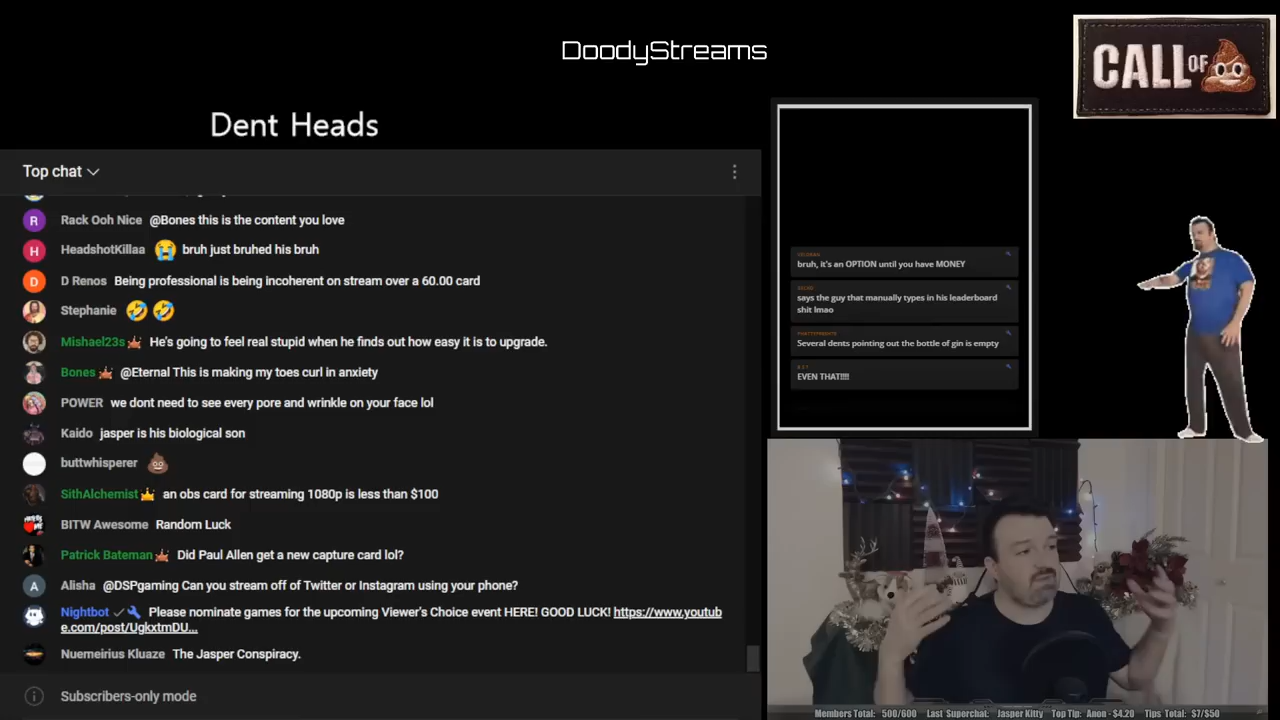 DoodyStreams
CALL OF
Dent Heads
Top chat
Rack Ooh Nice @Bones this is the content you love
HeadshotKillaa 😭 bruh just bruhed his bruh
D Renos Being professional is being incoherent on stream over a 60.00 card
Stephanie 🤣 🤣
Mishael23s He's going to feel real stupid when he finds out how easy it is to upgrade.
Bones @Eternal This is making my toes curl in anxiety
POWER we dont need to see every pore and wrinkle on your face lol
Kaido jasper is his biological son
buttwhisperer 💩
SithAlchemist an obs card for streaming 1080p is less than $100
BITW Awesome Random Luck
Patrick Bateman Did Paul Allen get a new capture card lol?
Alisha @DSPgaming Can you stream off of Twitter or Instagram using your phone?
Nightbot Please nominate games for the upcoming Viewer's Choice event HERE! GOOD LUCK! https://www.youtub
e.com/post/UgkxtmDU...
Nuemeirius Kluaze The Jasper Conspiracy.
Subscribers-only mode
bruh, it's an OPTION until you have MONEY
says the guy that manually types in his leaderboard
shit lmao
Several dents pointing out the bottle of gin is empty
EVEN THAT!!!!
Members Total: 500/600 Last Superchat: Jasper Kitty Top Tip: Anon - $4.20 Tips Total: $7/$50